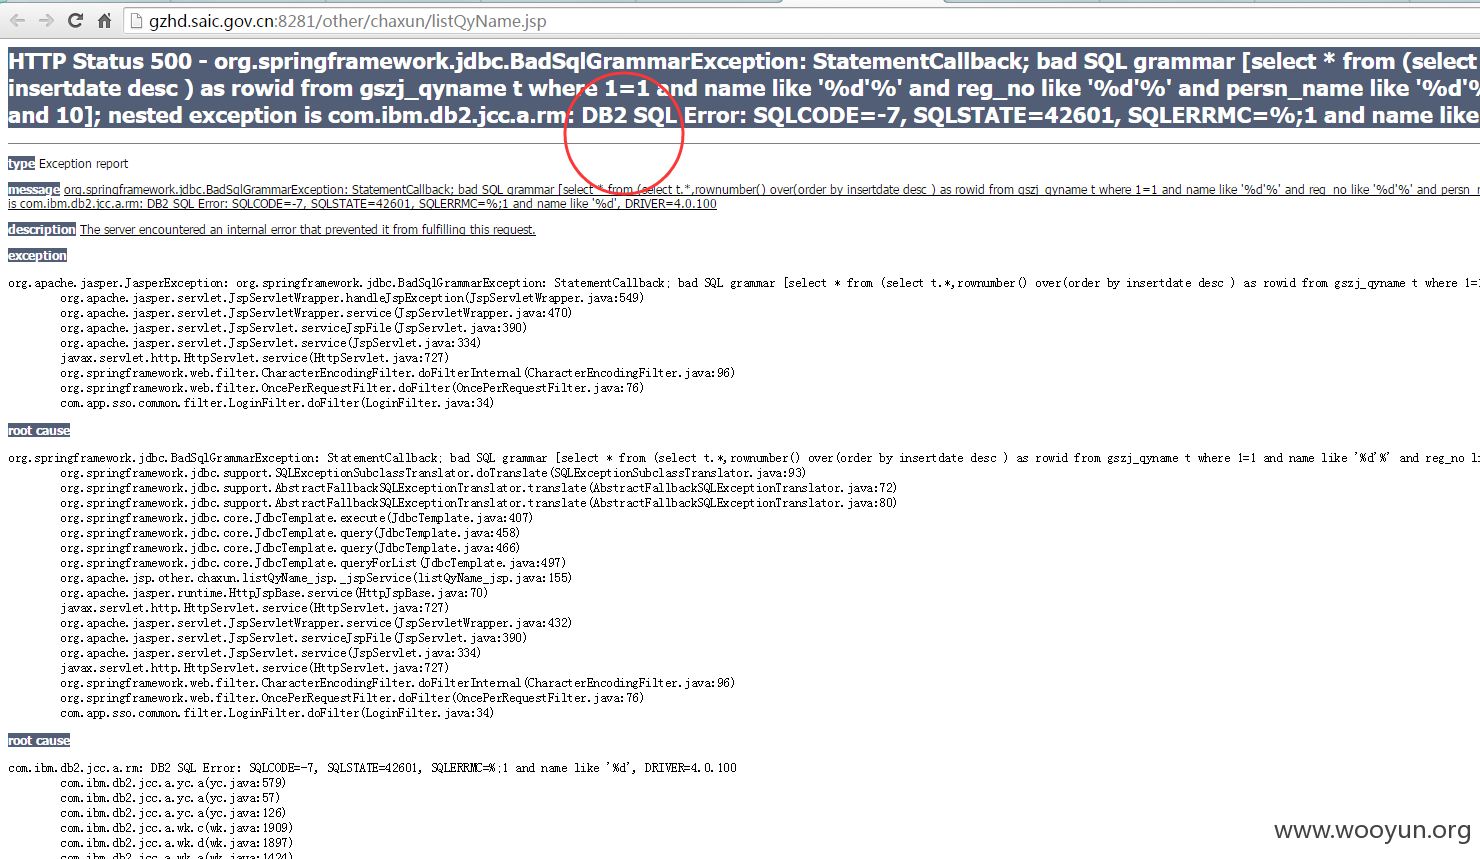 gzhd.saic.gov.cn:8281/other/chaxun/listQyName.jsp
HTTP Status 500 - org.springframework.jdbc.BadSqlGrammarException: StatementCallback; bad SQL grammar [select * from (select
insertdate desc ) as rowid from gszj_qyname t where 1=1 and name like '%d'%' and reg_no like '%d'%' and persn_name like '%d'%
and 10]; nested exception is com.ibm.db2.jcc.a.rm: DB2 SQL Error: SQLCODE=-7, SQLSTATE=42601, SQLERRMC=%;1 and name like
type Exception report
message org.springframework.jdbc.BadSqlGrammarException: StatementCallback; bad SQL grammar [select * from (select t.*,rownumber() over(order by insertdate desc ) as rowid from gszj_qyname t where 1=1 and name like '%d'%' and reg_no like '%d'%' and persn_
is com.ibm.db2.jcc.a.rm: DB2 SQL Error: SQLCODE=-7, SQLSTATE=42601, SQLERRMC=%;1 and name like '%d', DRIVER=4.0.100
description The server encountered an internal error that prevented it from fulfilling this request.
exception
org.apache.jasper.JasperException: org.springframework.jdbc.BadSqlGrammarException: StatementCallback; bad SQL grammar [select * from (select t.*,rownumber() over(order by insertdate desc ) as rowid from gszj_qyname t where 1=
org.apache.jasper.servlet.JspServletWrapper.handleJspException(JspServletWrapper.java:549)
org.apache.jasper.servlet.JspServletWrapper.service(JspServletWrapper.java:470)
org.apache.jasper.servlet.JspServlet.serviceJspFile(JspServlet.java:390)
org.apache.jasper.servlet.JspServlet.service(JspServlet.java:334)
javax.servlet.http.HttpServlet.service(HttpServlet.java:727)
org.springframework.web.filter.CharacterEncodingFilter.doFilterInternal(CharacterEncodingFilter.java:96)
org.springframework.web.filter.OncePerRequestFilter.doFilter(OncePerRequestFilter.java:76)
com.app.sso.common.filter.LoginFilter.doFilter(LoginFilter.java:34)
root cause
org.springframework.jdbc.BadSqlGrammarException: StatementCallback; bad SQL grammar [select * from (select t.*,rownumber() over(order by insertdate desc ) as rowid from gszj_qyname t where 1=1 and name like '%d'%' and reg_no li
org.springframework.jdbc.support.SQLExceptionSubclassTranslator.doTranslate(SQLExceptionSubclassTranslator.java:93)
org.springframework.jdbc.support.AbstractFallbackSQLExceptionTranslator.translate(AbstractFallbackSQLExceptionTranslator.java:72)
org.springframework.jdbc.support.AbstractFallbackSQLExceptionTranslator.translate(AbstractFallbackSQLExceptionTranslator.java:80)
org.springframework.jdbc.core.JdbcTemplate.execute(JdbcTemplate.java:407)
org.springframework.jdbc.core.JdbcTemplate.query(JdbcTemplate.java:458)
org.springframework.jdbc.core.JdbcTemplate.query(JdbcTemplate.java:466)
org.springframework.jdbc.core.JdbcTemplate.queryForList(JdbcTemplate.java:497)
org.apache.jsp.other.chaxun.listQyName_jsp._jspService(listQyName_jsp.java:155)
org.apache.jasper.runtime.HttpJspBase.service(HttpJspBase.java:70)
javax.servlet.http.HttpServlet.service(HttpServlet.java:727)
org.apache.jasper.servlet.JspServletWrapper.service(JspServletWrapper.java:432)
org.apache.jasper.servlet.JspServlet.serviceJspFile(JspServlet.java:390)
org.apache.jasper.servlet.JspServlet.service(JspServlet.java:334)
javax.servlet.http.HttpServlet.service(HttpServlet.java:727)
org.springframework.web.filter.CharacterEncodingFilter.doFilterInternal(CharacterEncodingFilter.java:96)
org.springframework.web.filter.OncePerRequestFilter.doFilter(OncePerRequestFilter.java:76)
com.app.sso.common.filter.LoginFilter.doFilter(LoginFilter.java:34)
root cause
com.ibm.db2.jcc.a.rm: DB2 SQL Error: SQLCODE=-7, SQLSTATE=42601, SQLERRMC=%;1 and name like '%d', DRIVER=4.0.100
com.ibm.db2.jcc.a.yc.a(yc.java:579)
com.ibm.db2.jcc.a.yc.a(yc.java:57)
com.ibm.db2.jcc.a.yc.a(yc.java:126)
com.ibm.db2.jcc.a.wk.c(wk.java:1909)
com.ibm.db2.jcc.a.wk.d(wk.java:1897)
com.ibm.db2.jcc.a.wk.a(wk.java:1424)
www.wooyun.org